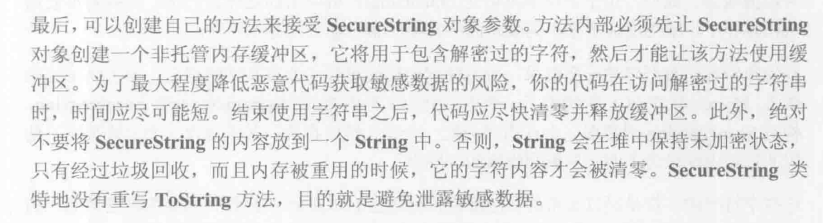 最后，可以创建自己的方法来接受 SecureString 对象参数。方法内部必须先让 SecureString
对象创建一个非托管内存缓冲区，它将用于包含解密过的字符，然后才能让该方法使用缓
冲区。为了最大程度降低恶意代码获取敏感数据的风险，你的代码在访问解密过的字符串
时，时间应尽可能短。结束使用字符串之后，代码应尽快清零并释放缓冲区。此外，绝对
不要将 SecureString 的内容放到一个 String 中。否则，String 会在堆中保持未加密状态，
只有经过垃圾回收，而且内存被重用的时候，它的字符内容才会被清零。SecureString 类
特地没有重写 ToString 方法，目的就是避免泄露敏感数据。